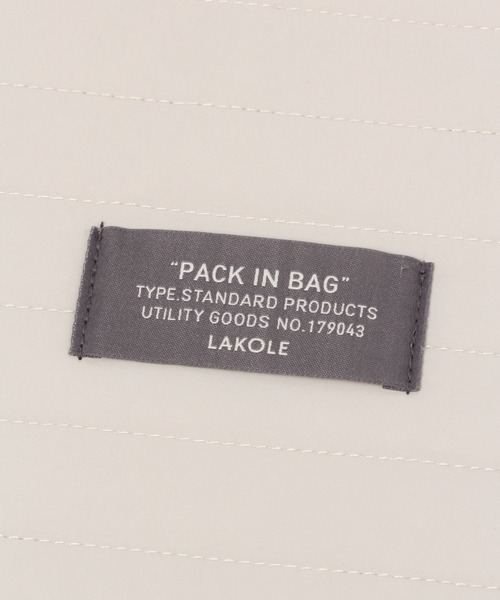 “PACK IN BAG”
TYPE.STANDARD PRODUCTS
UTILITY GOODS NO.179043
LAKOLE